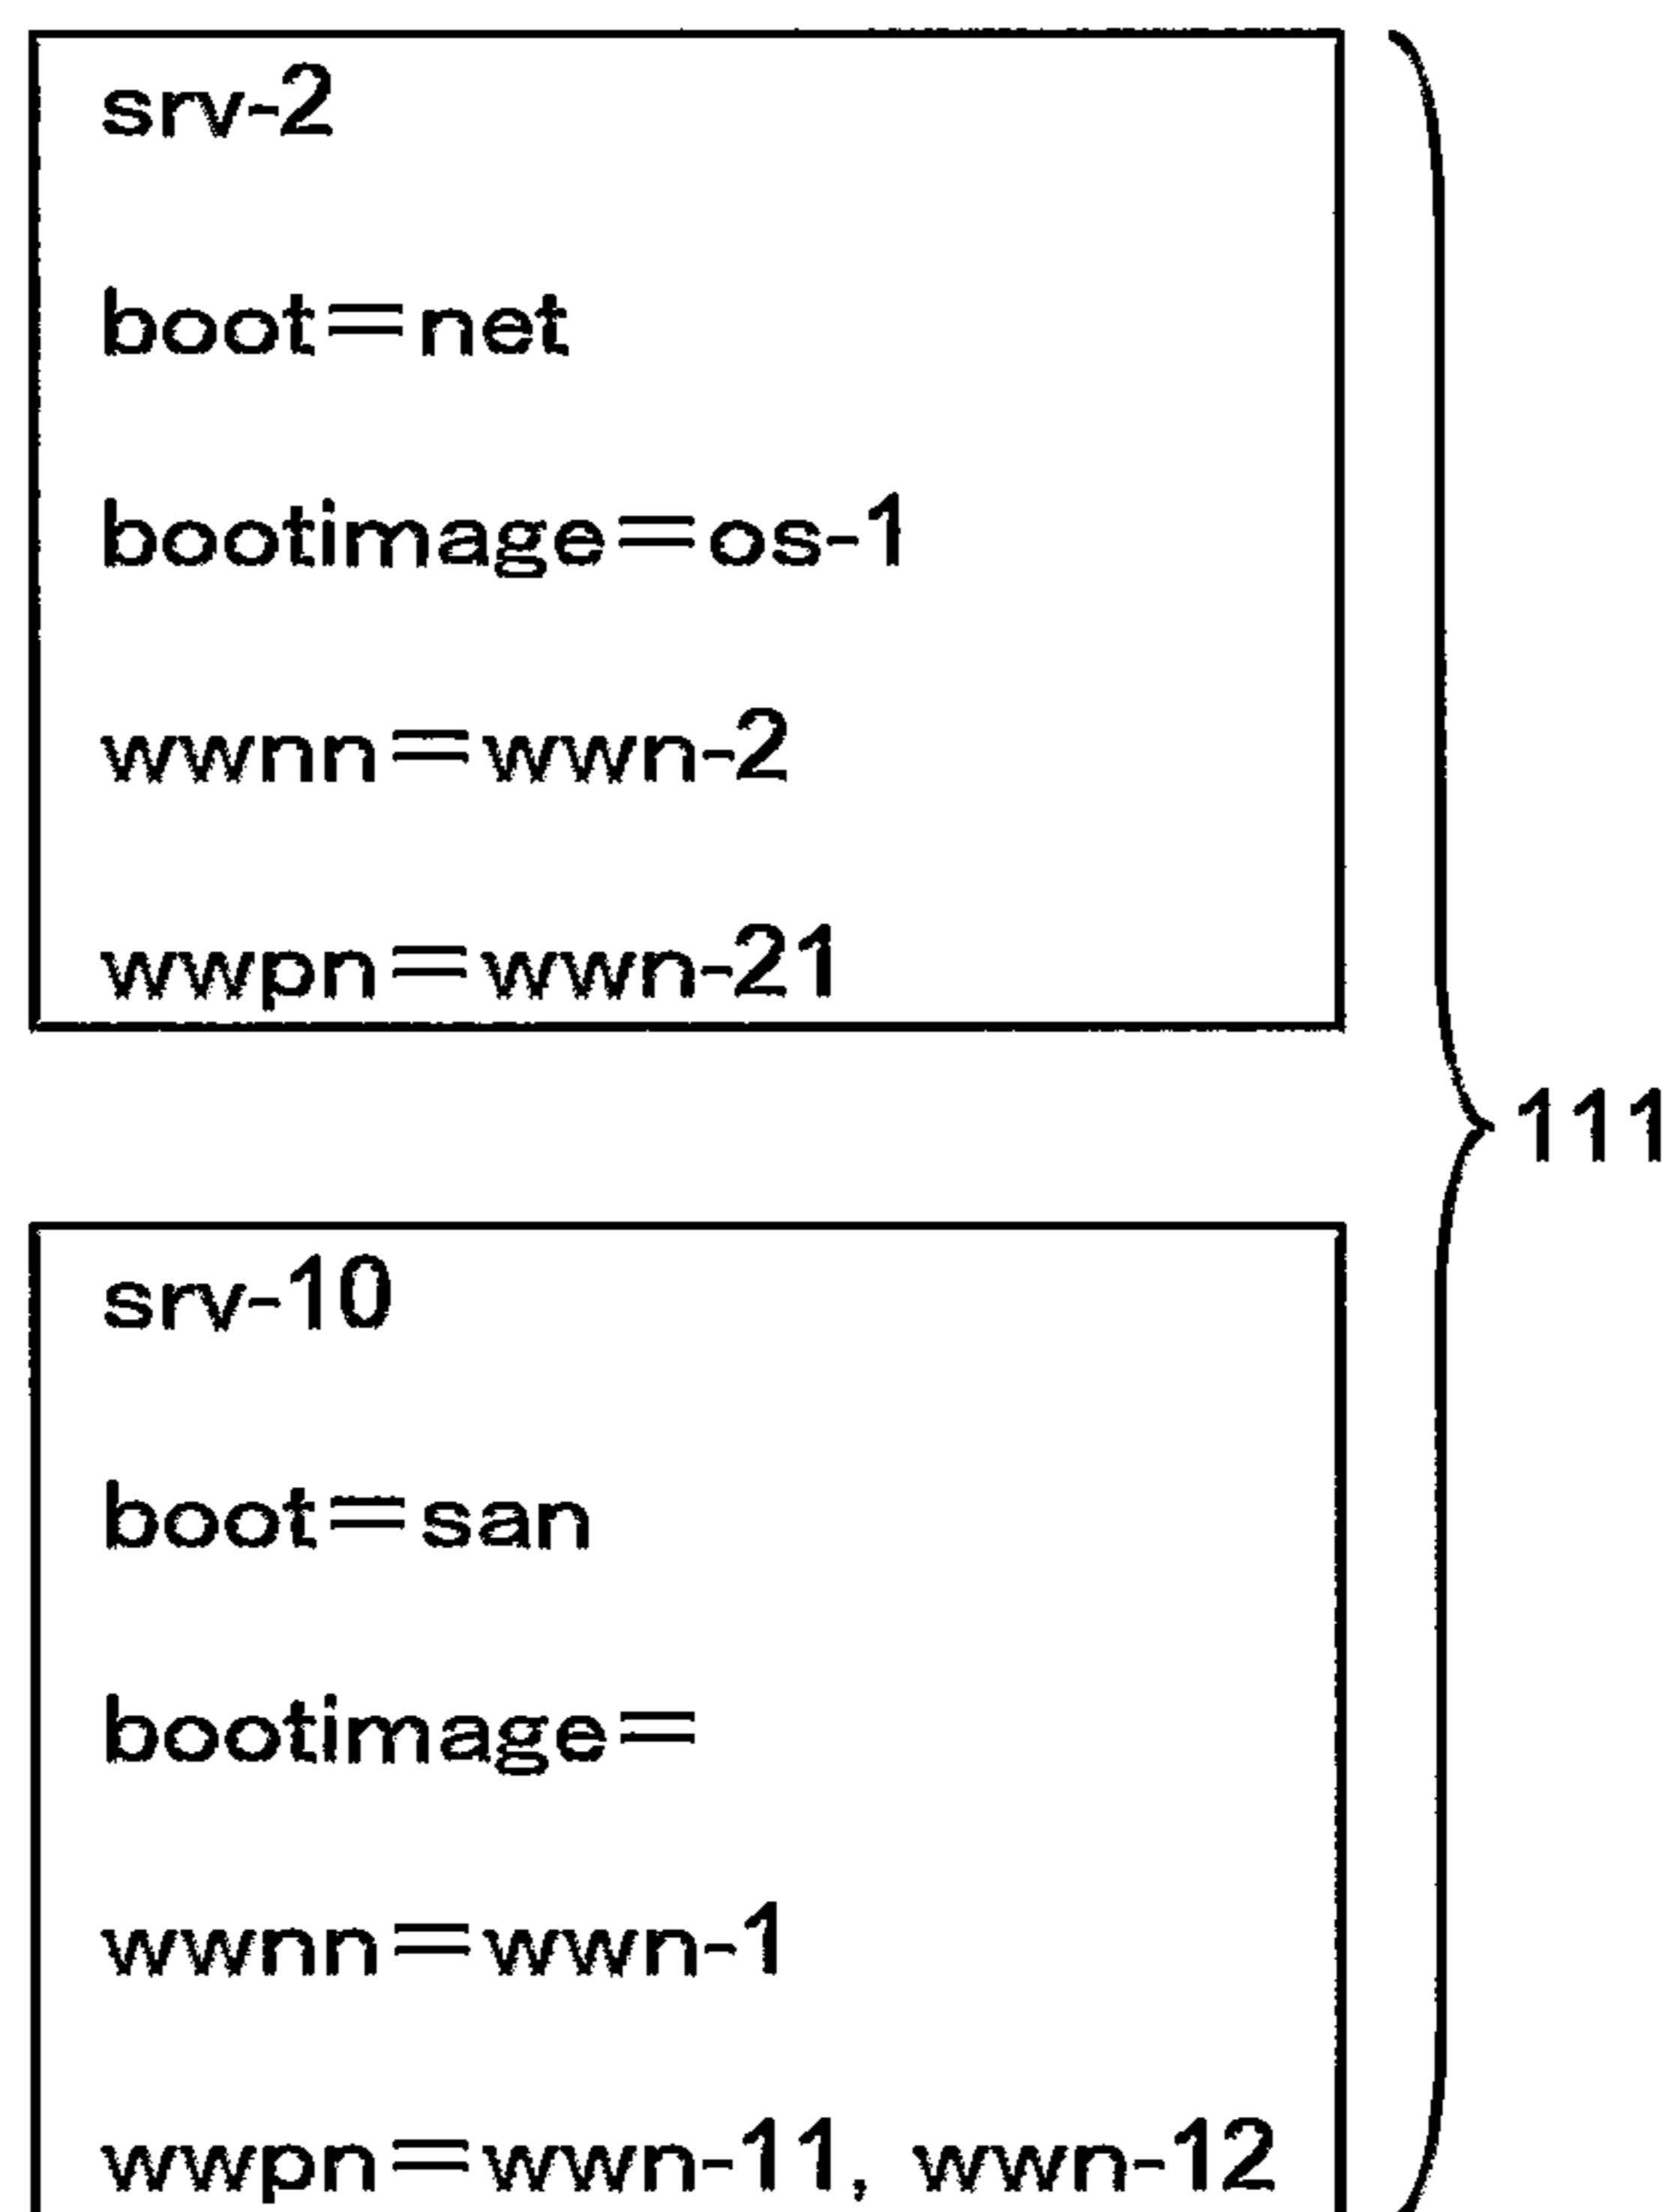 srv-2
boot=net
bootimage=os-1
wwnn=wwn-2
wwpn=wwn-21
111
srv-10
boot=san
bootimage=
wwnn=wwn-1
wwpn=wwn-11, wwn-12